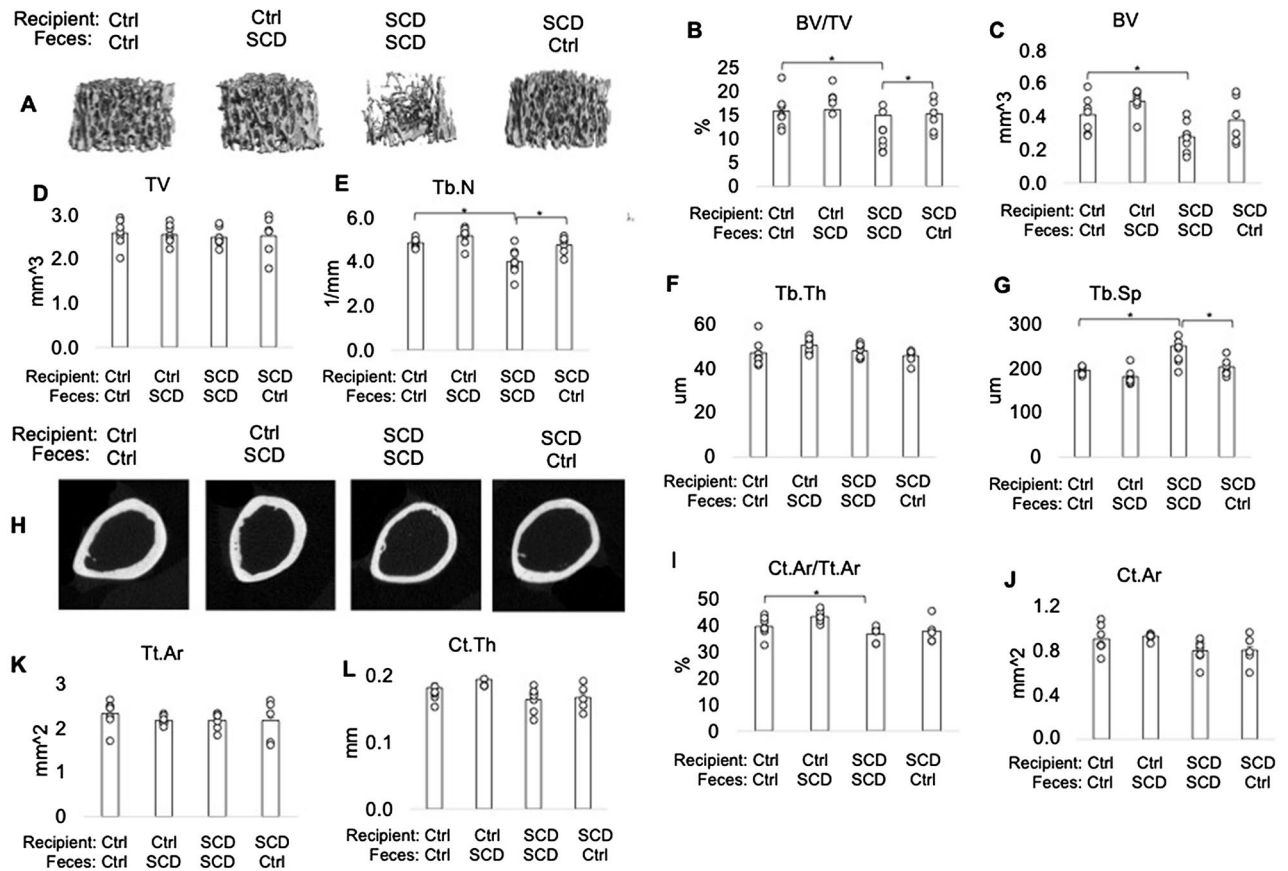 Recipient: Ctrl Ctrl SCD SCD
Feces: Ctrl SCD SCD Ctrl
A
B
BV/TV
*
*
25
20
15
10
5
0
%
Recipient: Ctrl Ctrl SCD SCD
Feces: Ctrl SCD SCD Ctrl
C
BV
*
0.8
0.6
0.4
0.2
0.0
mm^3
Recipient: Ctrl Ctrl SCD SCD
Feces: Ctrl SCD SCD Ctrl
D
TV
3.0
2.0
1.0
0.0
mm^3
Recipient: Ctrl Ctrl SCD SCD
Feces: Ctrl SCD SCD Ctrl
E
Tb.N
*
*
6.0
4.0
2.0
0.0
1/mm
Recipient: Ctrl Ctrl SCD SCD
Feces: Ctrl SCD SCD Ctrl
F
Tb.Th
60
40
20
0
um
Recipient: Ctrl Ctrl SCD SCD
Feces: Ctrl SCD SCD Ctrl
G
Tb.Sp
*
*
300
200
100
0
um
Recipient: Ctrl Ctrl SCD SCD
Feces: Ctrl SCD SCD Ctrl
Recipient: Ctrl Ctrl SCD SCD
Feces: Ctrl SCD SCD Ctrl
H
I
Ct.Ar/Tt.Ar
*
50
40
30
20
10
0
%
Recipient: Ctrl Ctrl SCD SCD
Feces: Ctrl SCD SCD Ctrl
J
Ct.Ar
1.2
0.8
0.4
0.0
mm^2
Recipient: Ctrl Ctrl SCD SCD
Feces: Ctrl SCD SCD Ctrl
K
Tt.Ar
3
2
1
0
mm^2
Recipient: Ctrl Ctrl SCD SCD
Feces: Ctrl SCD SCD Ctrl
L
Ct.Th
0.2
0.1
0.0
mm
Recipient: Ctrl Ctrl SCD SCD
Feces: Ctrl SCD SCD Ctrl